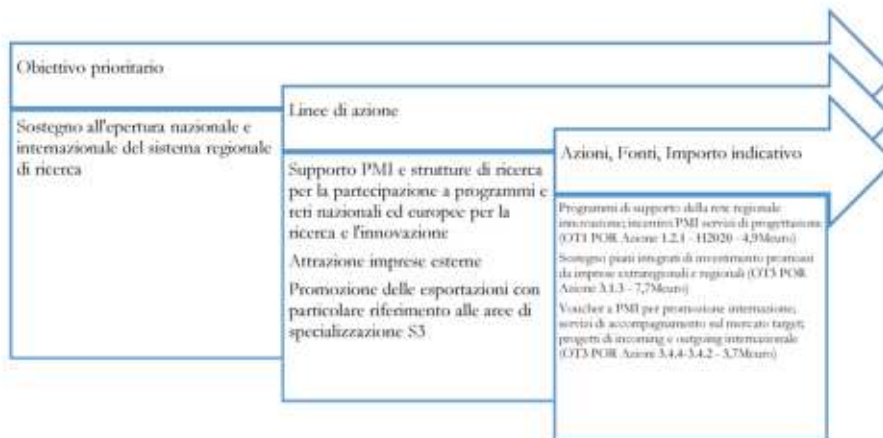 Obiettivo prioritario
Sostegno all'epertura nazionale e
internazionale del sistema regionale
di ricerca
Linee di azione
Supporto PMI e strutture di ricerca
per la partecipazione a programmi e
reti nazionali ed europee per la
ricerca e l'innovazione
Attrazione imprese esterne
Promozione delle esportazioni con
particolare riferimento alle aree di
specializzazione S3
Azioni, Fonti, Importo indicativo
Programmi di supporto della rete regionale
innovazione; incentivi PMI servizi di progettazione
(OT1 POR Azione 1.2.1 - H2020 - 4,9Meuro)
Sostegno piani integrati di investimento promossi
da imprese extraregionali e regionali (OT3 POR
Azione 3.1.3 - 7,7Meuro)
Voucher a PMI per promozione internazione;
servizi di accompagnamento sul mercato target;
progetti di incoming e outgoing internazionale
(OT3 POR Azioni 3.4.4-3.4.2 - 3,7Meuro)